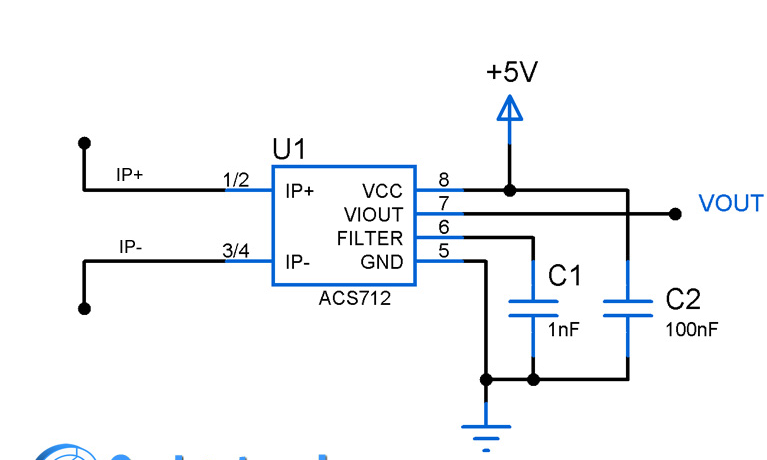 +5V
U1
IP+ 1/2 IP+ VCC 8
VIOUT 7 VOUT
FILTER 6
IP- 3/4 IP- GND 5
ACS712
C1
1nF
C2
100nF